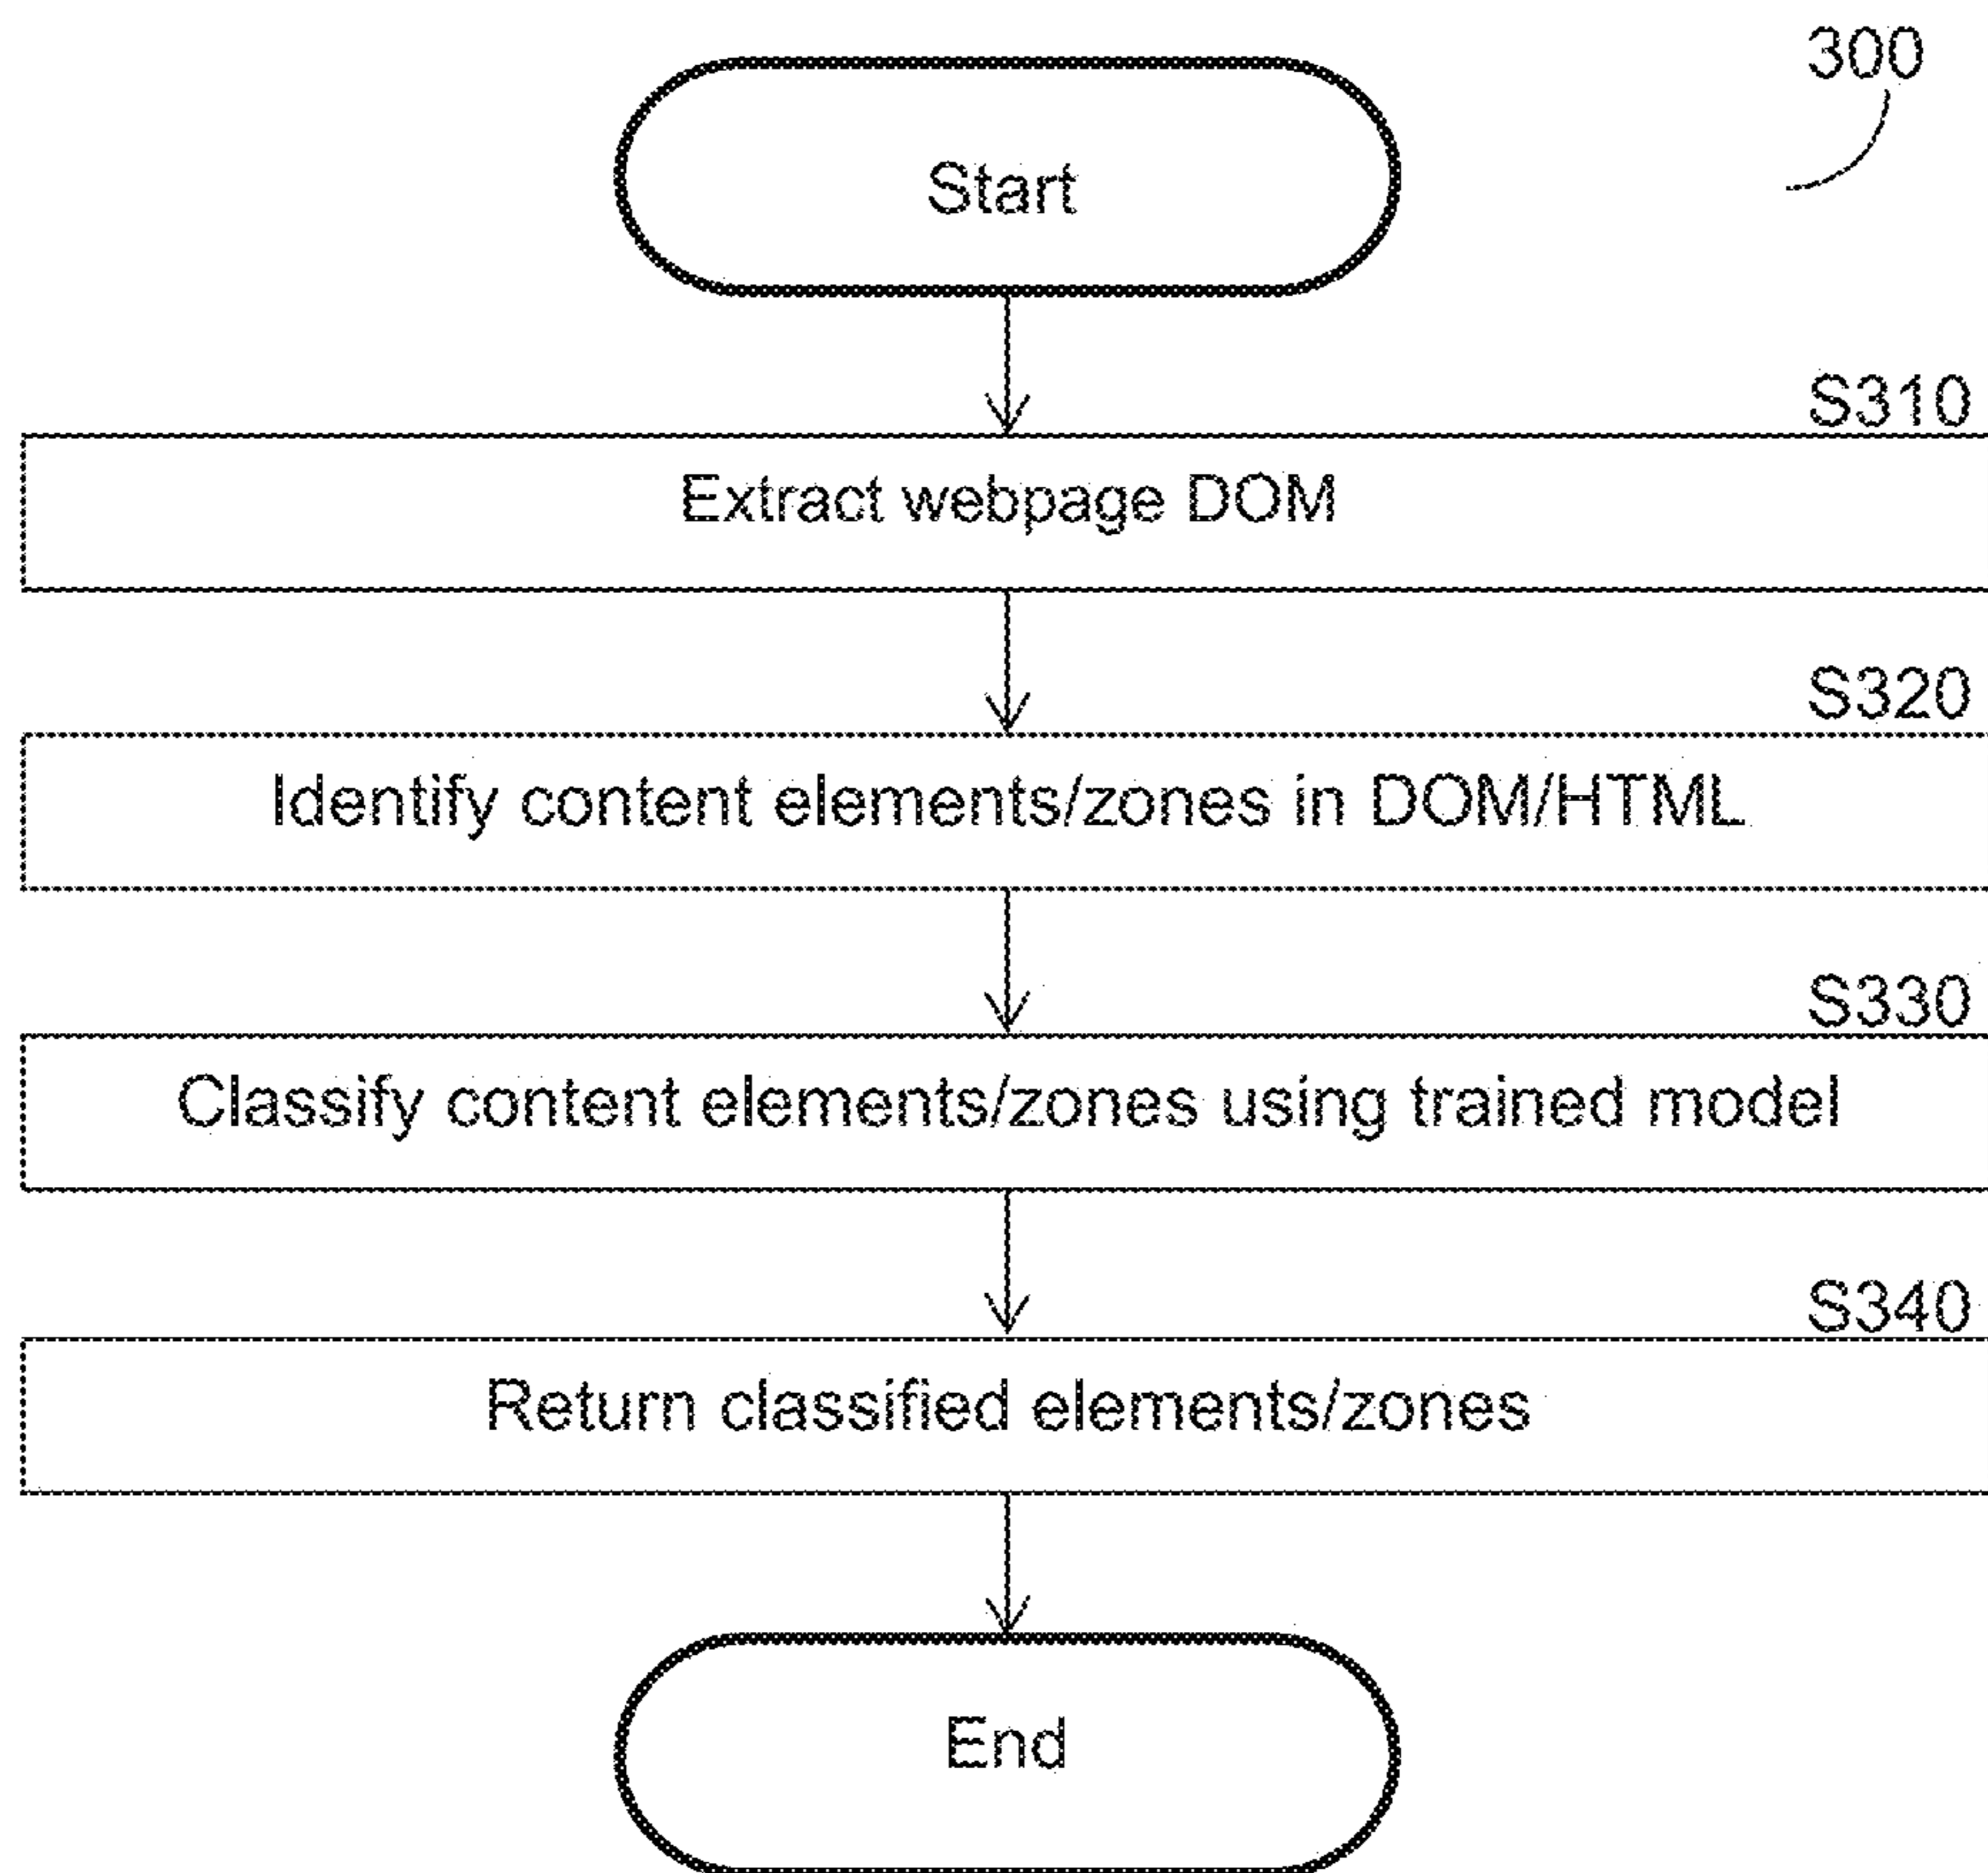 300
Start
S310
Extract webpage DOM
S320
Identify content elements/zones in DOM/HTML
S330
Classify content elements/zones using trained model
S340
Return classified elements/zones
End